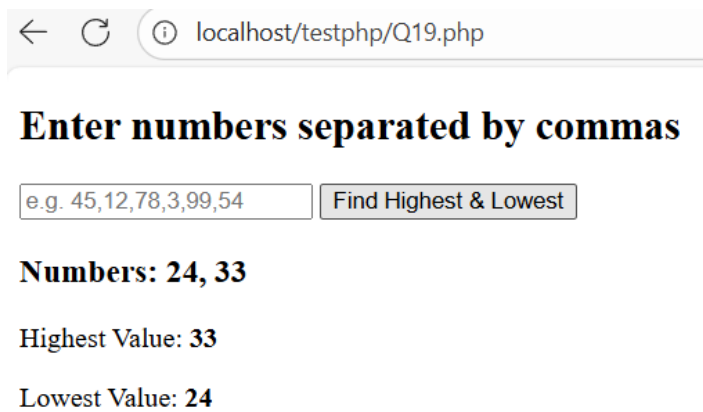 localhost/testphp/Q19.php
Enter numbers separated by commas
e.g. 45,12,78,3,99,54 Find Highest & Lowest
Numbers: 24, 33
Highest Value: 33
Lowest Value: 24